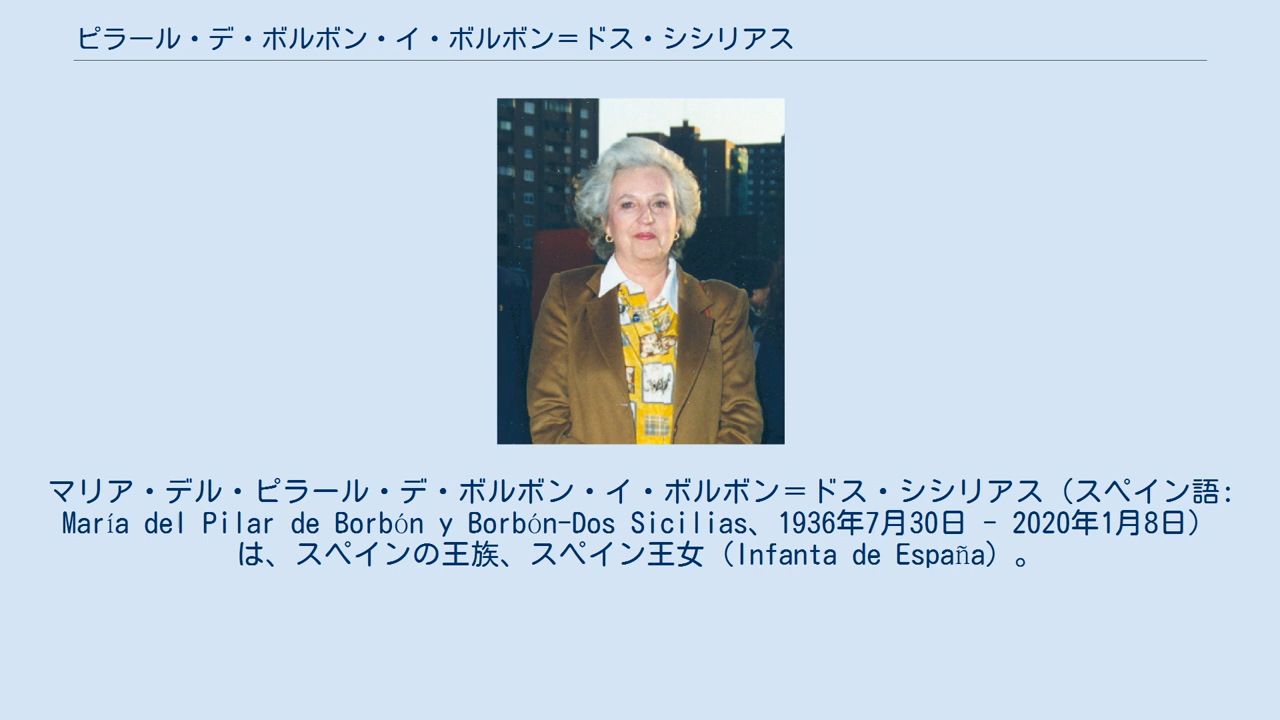 ピラール・デ・ボルボン・イ・ボルボン＝ドス・シシリアス
マリア・デル・ピラール・デ・ボルボン・イ・ボルボン＝ドス・シシリアス（スペイン語:
María del Pilar de Borbón y Borbón-Dos Sicilias、1936年7月30日 - 2020年1月8日）
は、スペインの王族、スペイン王女（Infanta de España）。